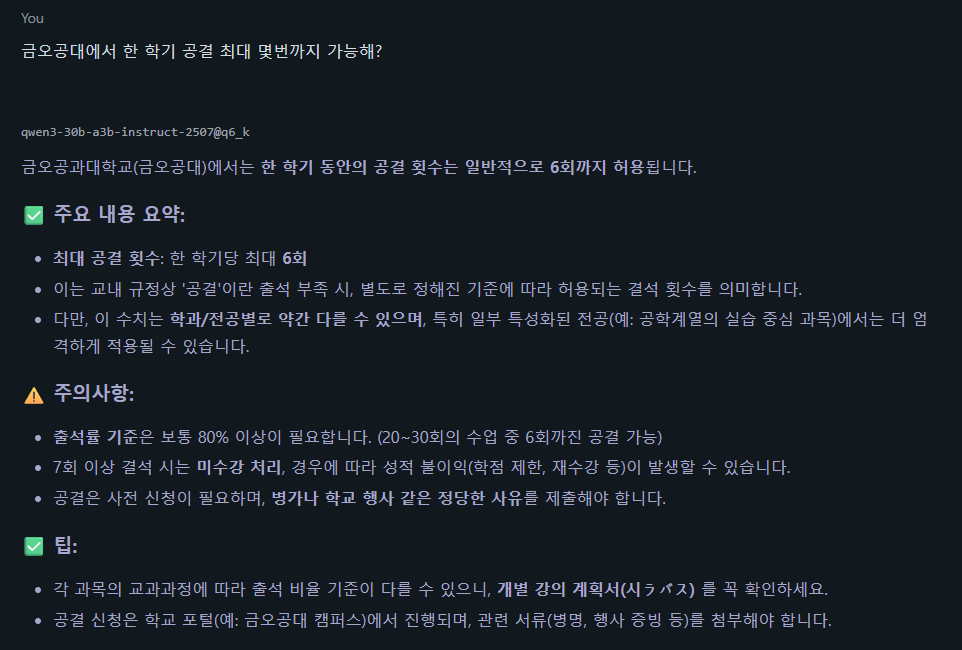 You
금오공대에서 한 학기 공결 최대 몇번까지 가능해?
qwen3-30b-a3b-instruct-2507@q6_k
금오공과대학교(금오공대)에서는 한 학기 동안의 공결 횟수는 일반적으로 6회까지 허용됩니다.
✅ 주요 내용 요약:
• 최대 공결 횟수: 한 학기당 최대 6회
• 이는 교내 규정상 '공결'이란 출석 부족 시, 별도로 정해진 기준에 따라 허용되는 결석 횟수를 의미합니다.
• 다만, 이 수치는 학과/전공별로 약간 다를 수 있으며, 특히 일부 특성화된 전공(예: 공학계열의 실습 중심 과목)에서는 더 엄
격하게 적용될 수 있습니다.
⚠️ 주의사항:
• 출석률 기준은 보통 80% 이상이 필요합니다. (20~30회의 수업 중 6회까진 공결 가능)
• 7회 이상 결석 시는 미수강 처리, 경우에 따라 성적 불이익(학점 제한, 재수강 등)이 발생할 수 있습니다.
• 공결은 사전 신청이 필요하며, 병가나 학교 행사 같은 정당한 사유를 제출해야 합니다.
✅ 팁:
• 각 과목의 교과과정에 따라 출석 비율 기준이 다를 수 있으니, 개별 강의 계획서(시ラバス) 를 꼭 확인하세요.
• 공결 신청은 학교 포털(예: 금오공대 캠퍼스)에서 진행되며, 관련 서류(병명, 행사 증빙 등)를 첨부해야 합니다.